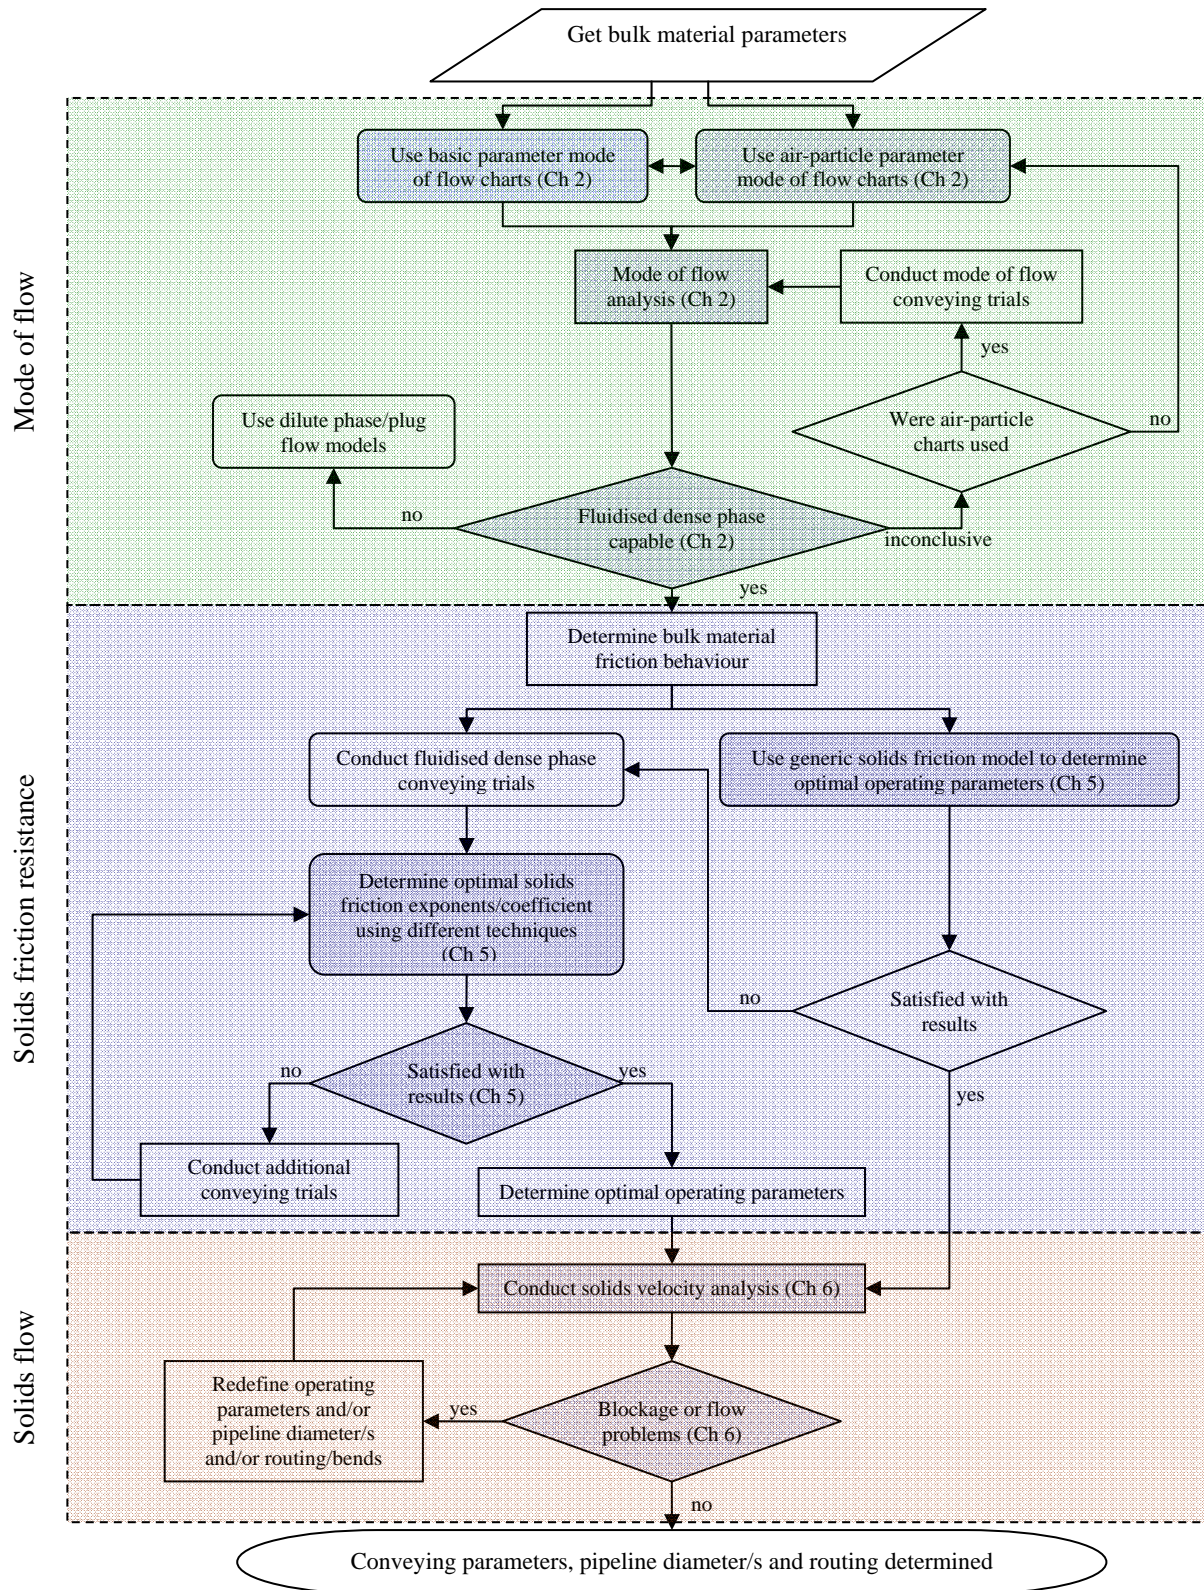 Get bulk material parameters
Mode of flow
Use basic parameter mode
of flow charts (Ch 2)
Use air-particle parameter
mode of flow charts (Ch 2)
Mode of flow
analysis (Ch 2)
Conduct mode of flow
conveying trials
yes
Were air-particle
charts used
no
Use dilute phase/plug
flow models
no
Fluidised dense phase
capable (Ch 2)
inconclusive
yes
Solids friction resistance
Determine bulk material
friction behaviour
Conduct fluidised dense phase
conveying trials
Use generic solids friction model to determine
optimal operating parameters (Ch 5)
Determine optimal solids
friction exponents/coefficient
using different techniques
(Ch 5)
no
Satisfied with
results
yes
no
Satisfied with
results (Ch 5)
yes
Conduct additional
conveying trials
Determine optimal operating parameters
Solids flow
Conduct solids velocity analysis (Ch 6)
Redefine operating
parameters and/or
pipeline diameter/s
and/or routing/bends
yes
Blockage or flow
problems (Ch 6)
no
Conveying parameters, pipeline diameter/s and routing determined